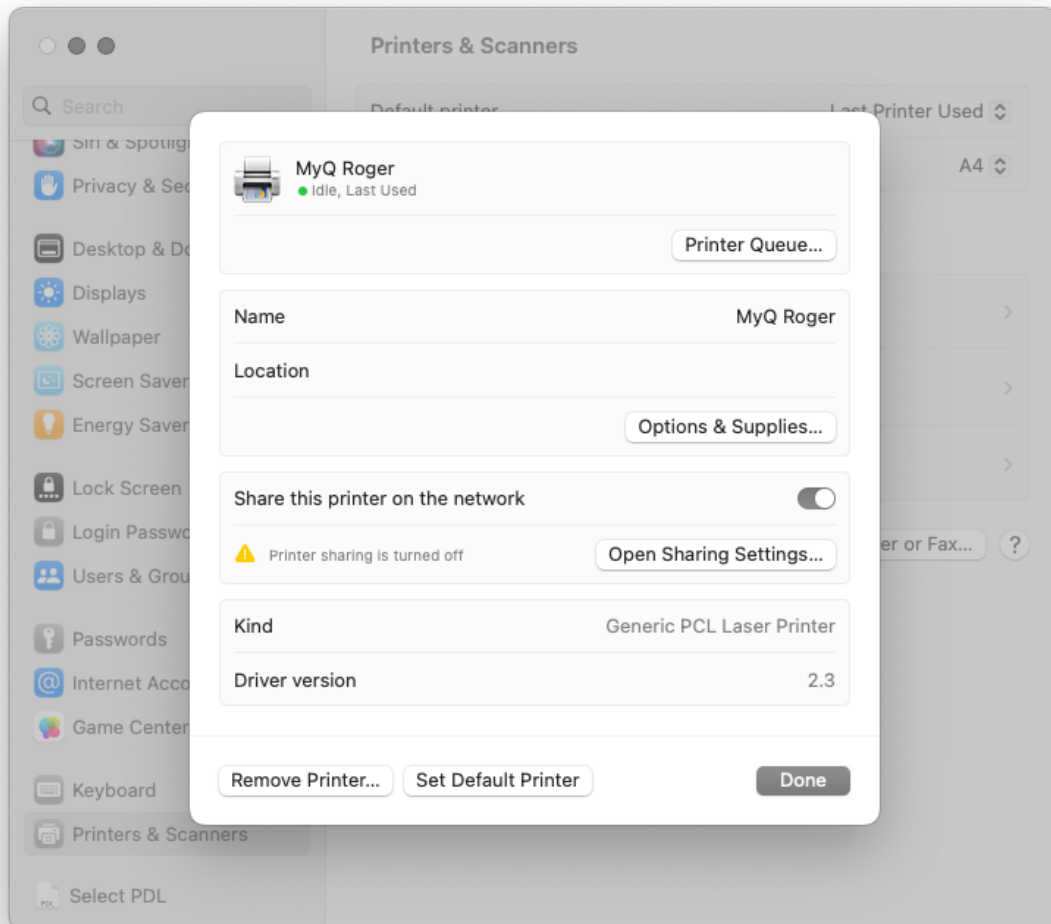 Printers & Scanners
Search
Default printer
Last Printer Used
A4
Siri & Spotlig
Privacy & Sec
Desktop & Do
Displays
Wallpaper
Screen Saver
Energy Saver
Lock Screen
Login Passwo
Users & Grou
Passwords
Internet Acco
Game Center
Keyboard
Printers & Scanners
Select PDL
MyQ Roger
Idle, Last Used
Printer Queue...
Name
MyQ Roger
Location
Options & Supplies...
Share this printer on the network
Printer sharing is turned off
Open Sharing Settings...
Kind
Generic PCL Laser Printer
Driver version
2.3
Remove Printer...
Set Default Printer
Done
er or Fax...
?